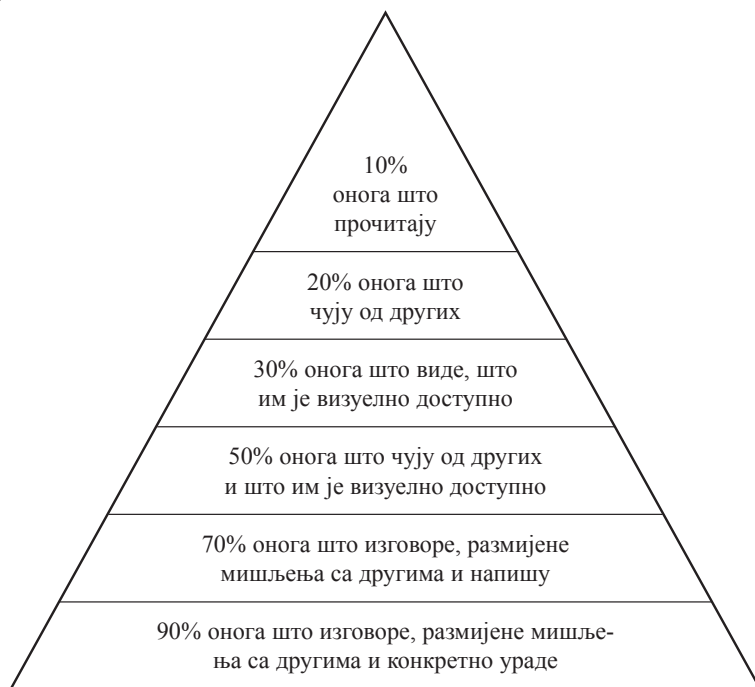 10%
онога што
прочитају
20% онога што
чују од других
30% онога што виде, што
им је визуелно доступно
50% онога што чују од других
и што им је визуелно доступно
70% онога што изговоре, размијене
мишљења са другима и напишу
90% онога што изговоре, размијене мишље-
ња са другима и конкретно ураде